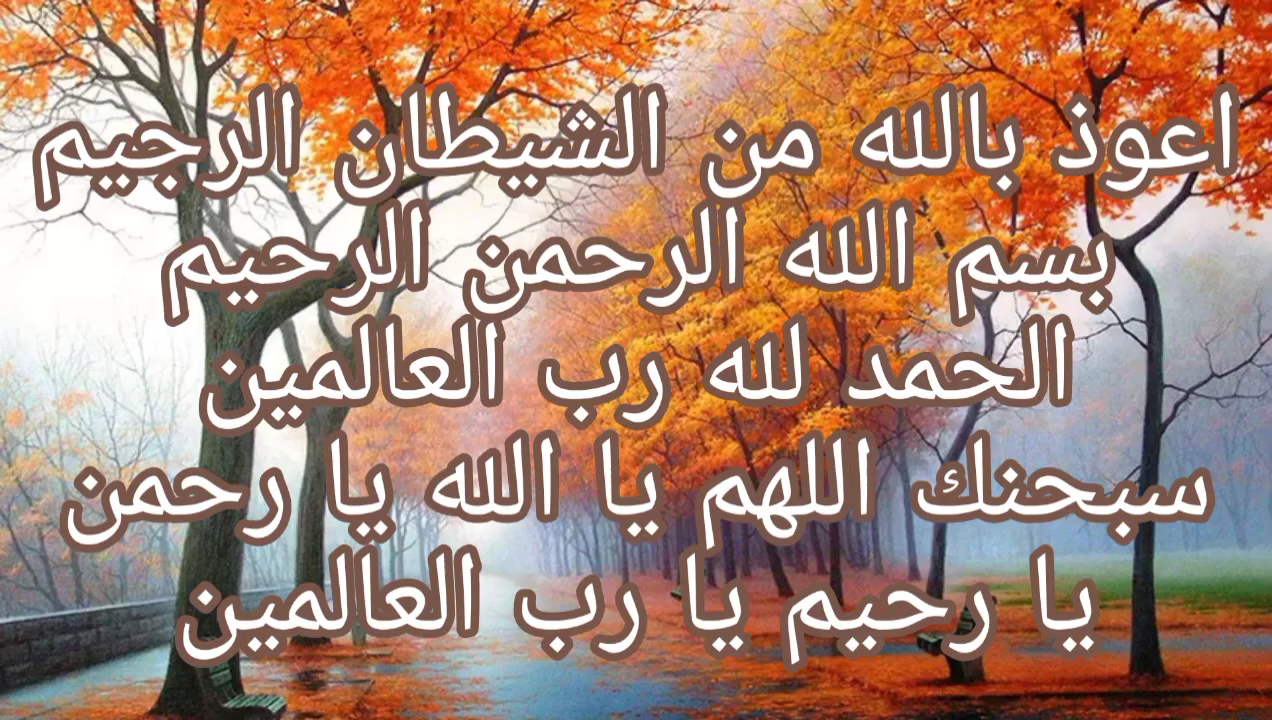 اعوذ بالله من الشيطان الرجيم
بسم الله الرحمن الرحيم
الحمد لله رب العالمين
سبحنك اللهم يا الله يا رحمن
يا رحيم يا رب العالمين